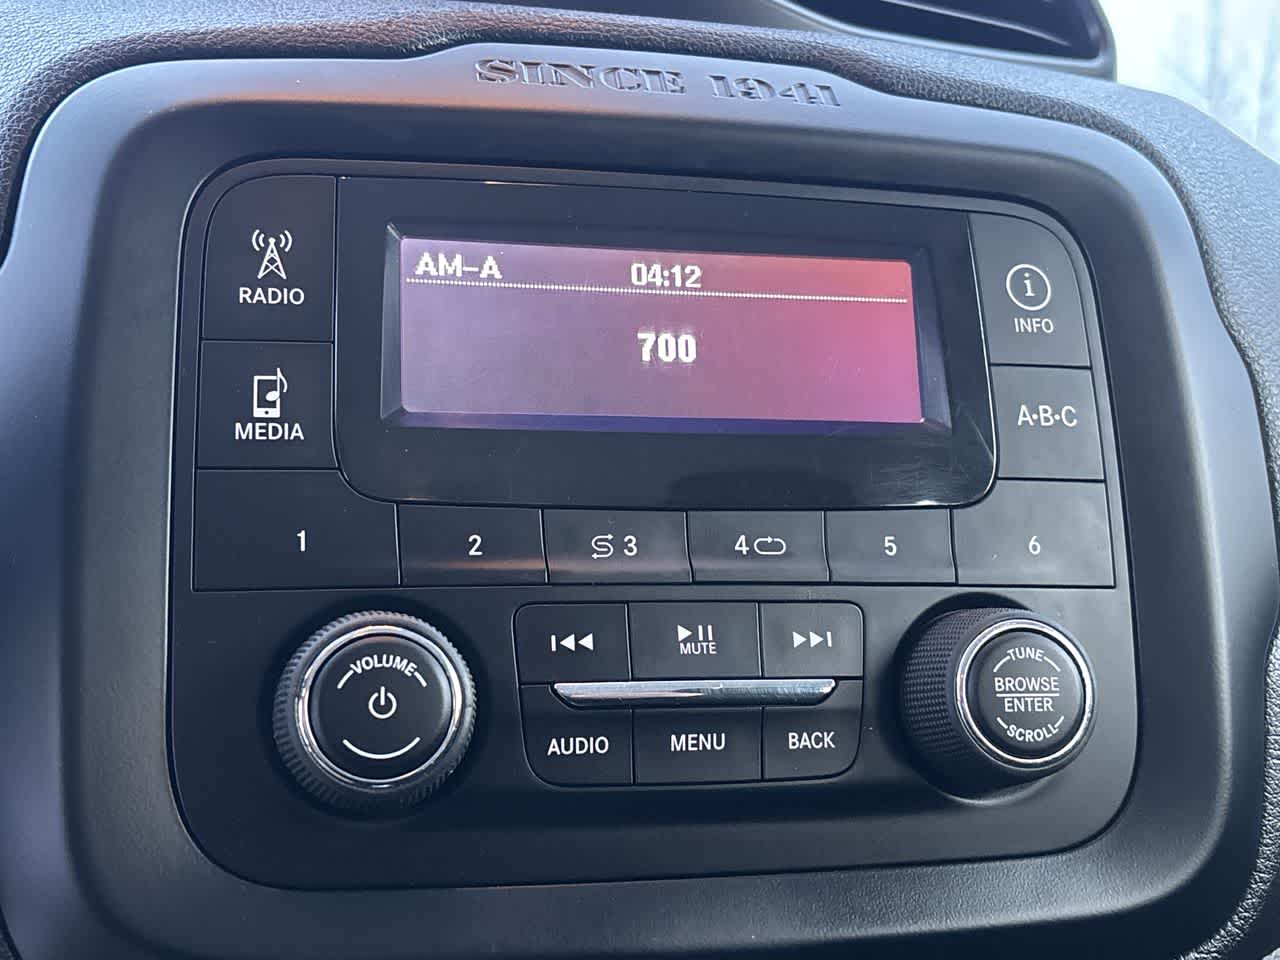 SINCE 1941
RADIO
AM-A
04:12
i
INFO
700
MEDIA
A•B•C
1
2
3
4
5
6
VOLUME
MUTE
TUNE
BROWSE
ENTER
SCROLL
AUDIO
MENU
BACK